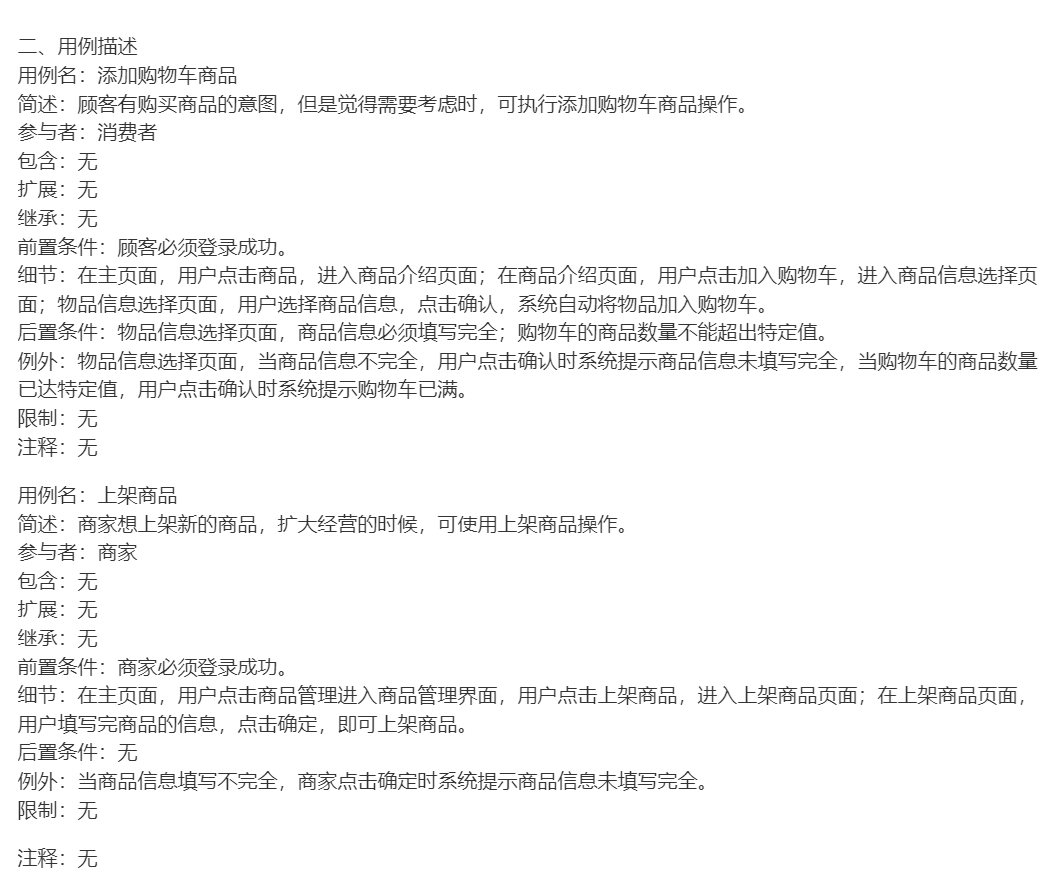 二、用例描述
用例名：添加购物车商品
简述：顾客有购买商品的意图，但是觉得需要考虑时，可执行添加购物车商品操作。
参与者：消费者
包含：无
扩展：无
继承：无
前置条件：顾客必须登录成功。
细节：在主页面，用户点击商品，进入商品介绍页面；在商品介绍页面，用户点击加入购物车，进入商品信息选择页
面；物品信息选择页面，用户选择商品信息，点击确认，系统自动将物品加入购物车。
后置条件：物品信息选择页面，商品信息必须填写完全；购物车的商品数量不能超出特定值。
例外：物品信息选择页面，当商品信息不完全，用户点击确认时系统提示商品信息未填写完全，当购物车的商品数量
已达特定值，用户点击确认时系统提示购物车已满。
限制：无
注释：无
用例名：上架商品
简述：商家想上架新的商品，扩大经营的时候，可使用上架商品操作。
参与者：商家
包含：无
扩展：无
继承：无
前置条件：商家必须登录成功。
细节：在主页面，用户点击商品管理进入商品管理界面，用户点击上架商品，进入上架商品页面；在上架商品页面，
用户填写完商品的信息，点击确定，即可上架商品。
后置条件：无
例外：当商品信息填写不完全，商家点击确定时系统提示商品信息未填写完全。
限制：无
注释：无